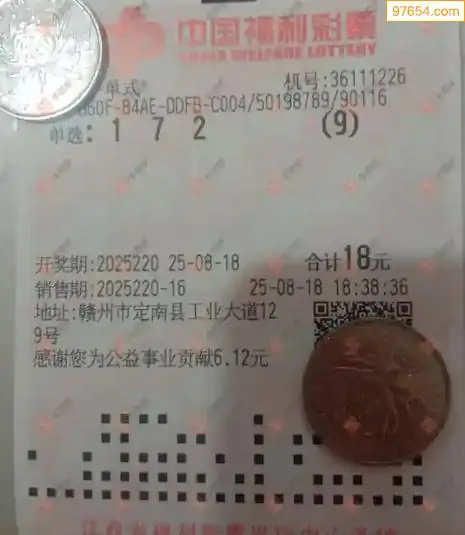 97654.com
中国福利彩票
CHINA WELFARE LOTTERY
单式 机号:36111226
60F-84AE-DDFB-C004/50198789/90116
单选: 1 7 2 (9)
开奖期:2025220 25-08-18 合计18元
销售期:2025220-16 25-08-18 18:38:36
地址:赣州市定南县工业大道12
9号
感谢您为公益事业贡献6.12元